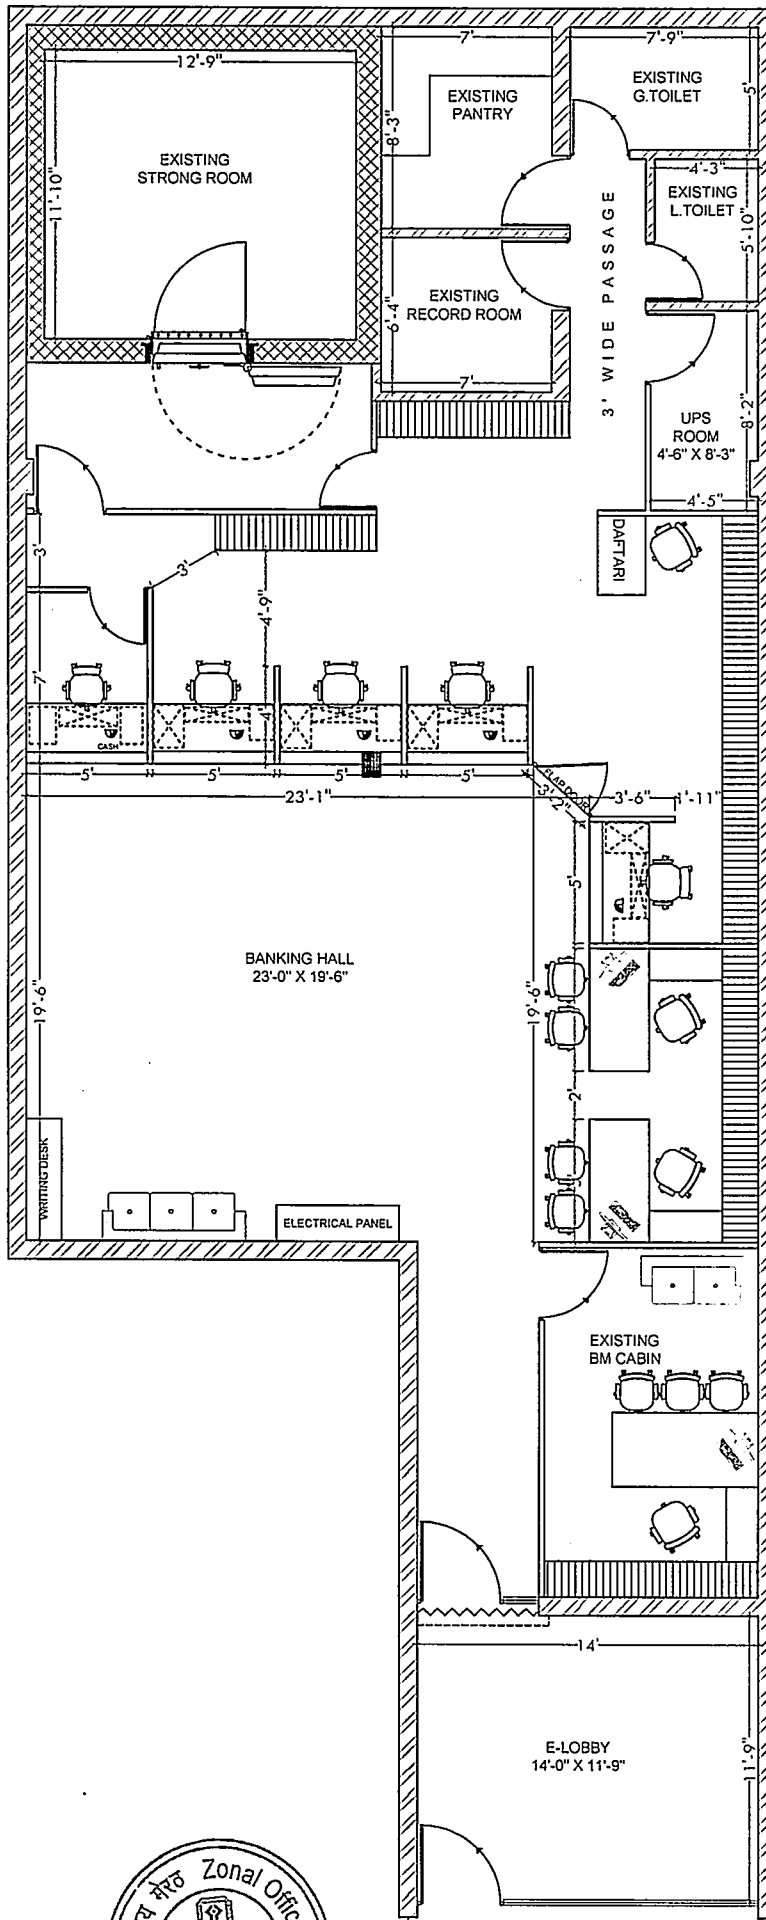 7'
7'-9"
12'-9"
EXISTING
G.TOILET
5'
EXISTING
PANTRY
8'-3"
EXISTING
STRONG ROOM
11'-10"
4'-3"
EXISTING
L.TOILET
5'-10"
3' WIDE PASSAGE
EXISTING
RECORD ROOM
6'-4"
7'
UPS
ROOM
4'-6" X 8'-3"
8'-2"
4'-5"
DAFTARI
3'
3'
4'-9"
7'
4'
CASH
5'
5'
5'
5'
FLAP DOOR
3'-2"
23'-1"
3'-6"
1'-11"
5'
BANKING HALL
23'-0" X 19'-6"
19'-6"
19'-6"
2'
WRITING DESK
ELECTRICAL PANEL
EXISTING
BM CABIN
14'
E-LOBBY
14'-0" X 11'-9"
11'-9"
Zonal Offic